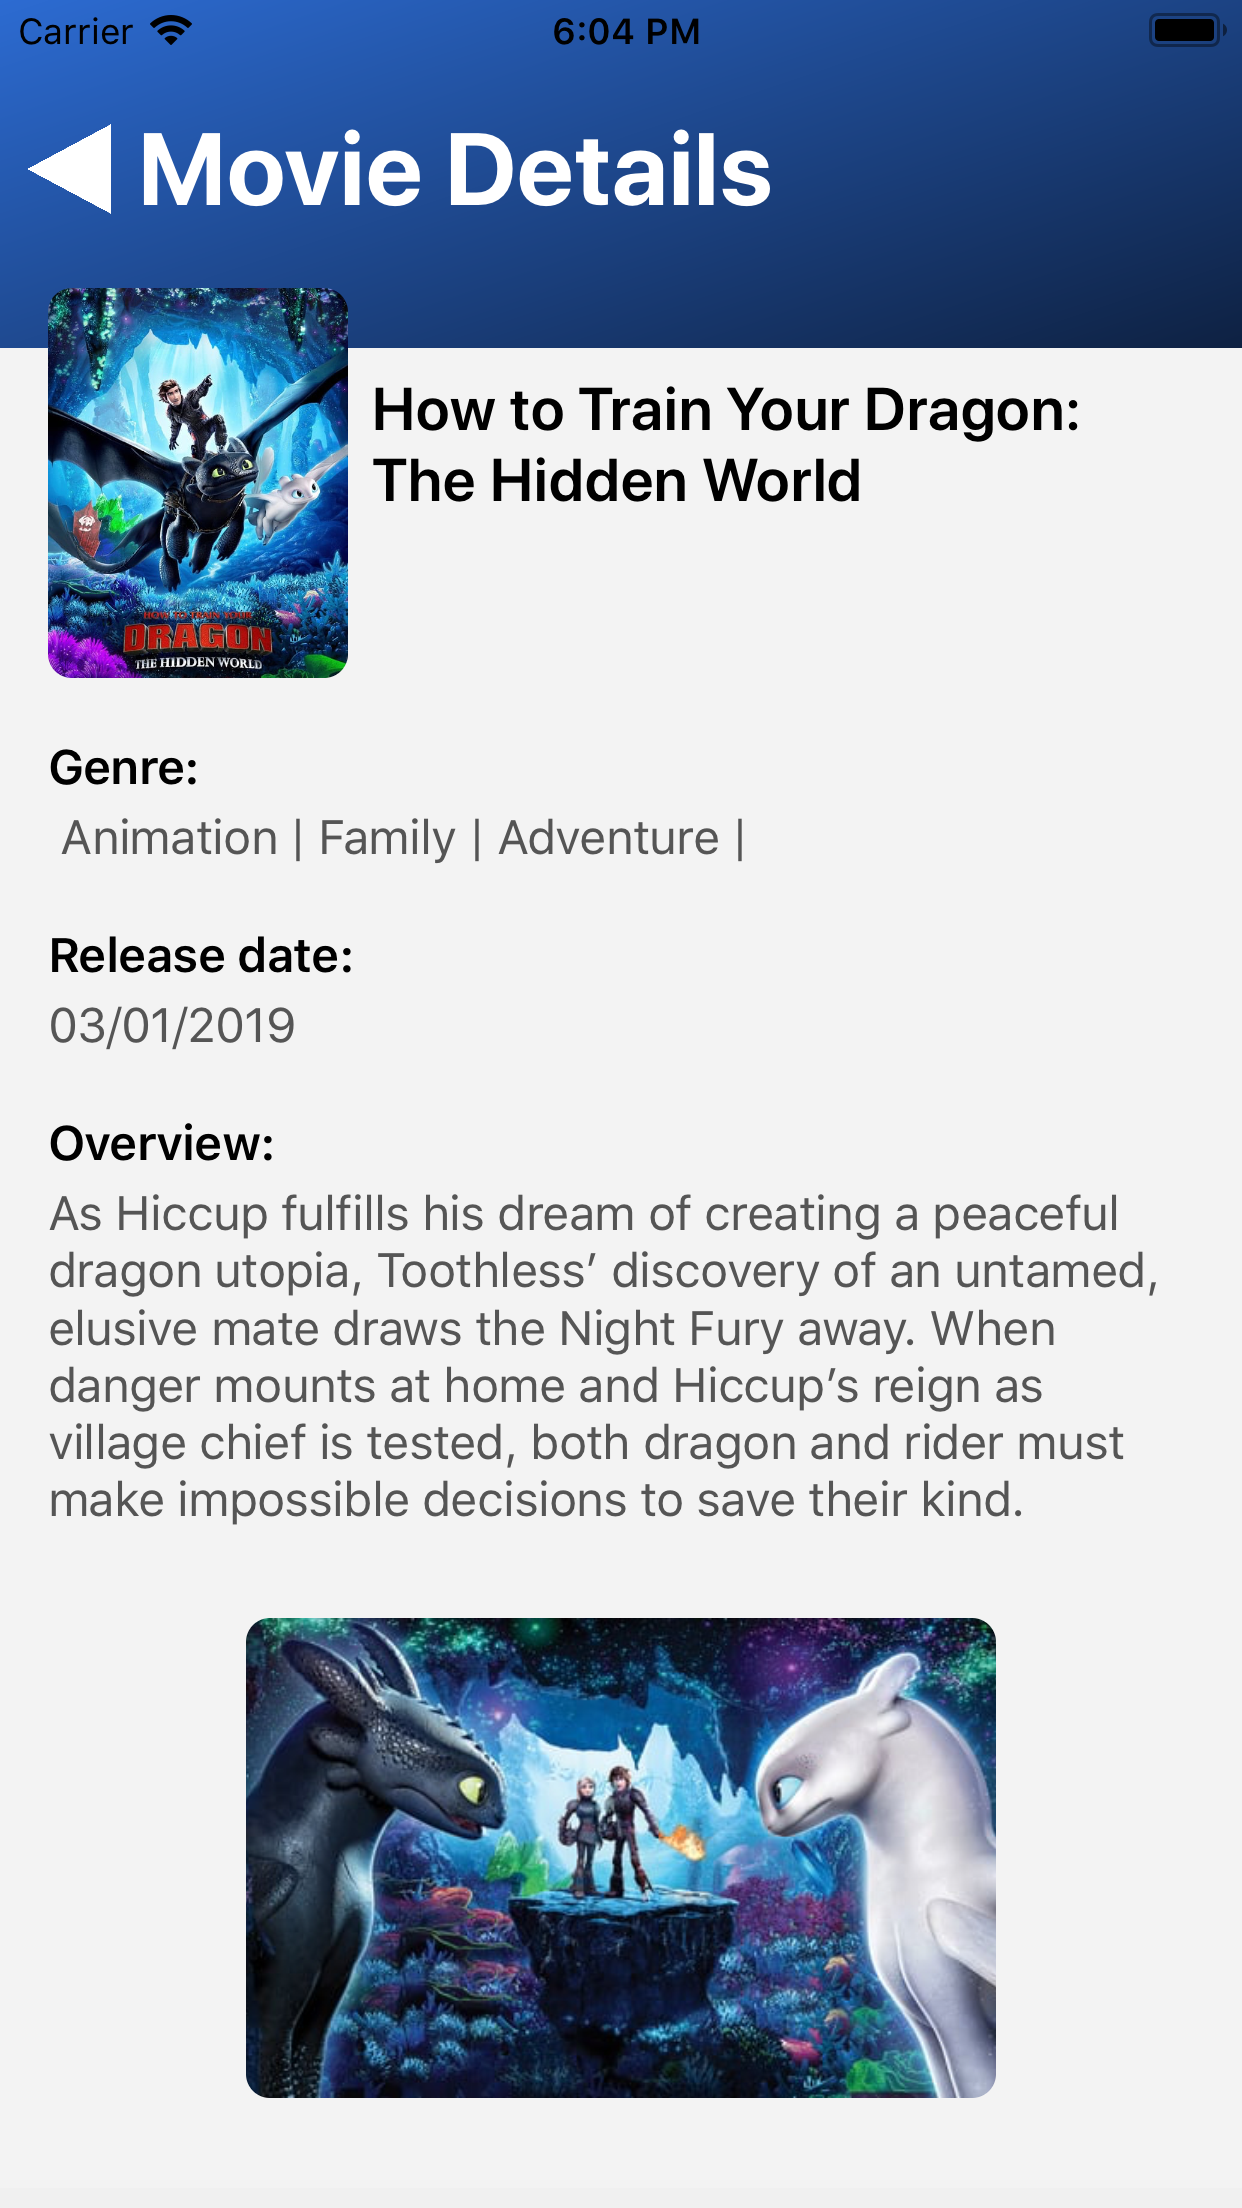 Carrier 6:04 PM
Movie Details
HOW TO TRAIN YOUR
DRAGON
THE HIDDEN WORLD
How to Train Your Dragon:
The Hidden World
Genre:
Animation | Family | Adventure |
Release date:
03/01/2019
Overview:
As Hiccup fulfills his dream of creating a peaceful
dragon utopia, Toothless’ discovery of an untamed,
elusive mate draws the Night Fury away. When
danger mounts at home and Hiccup’s reign as
village chief is tested, both dragon and rider must
make impossible decisions to save their kind.